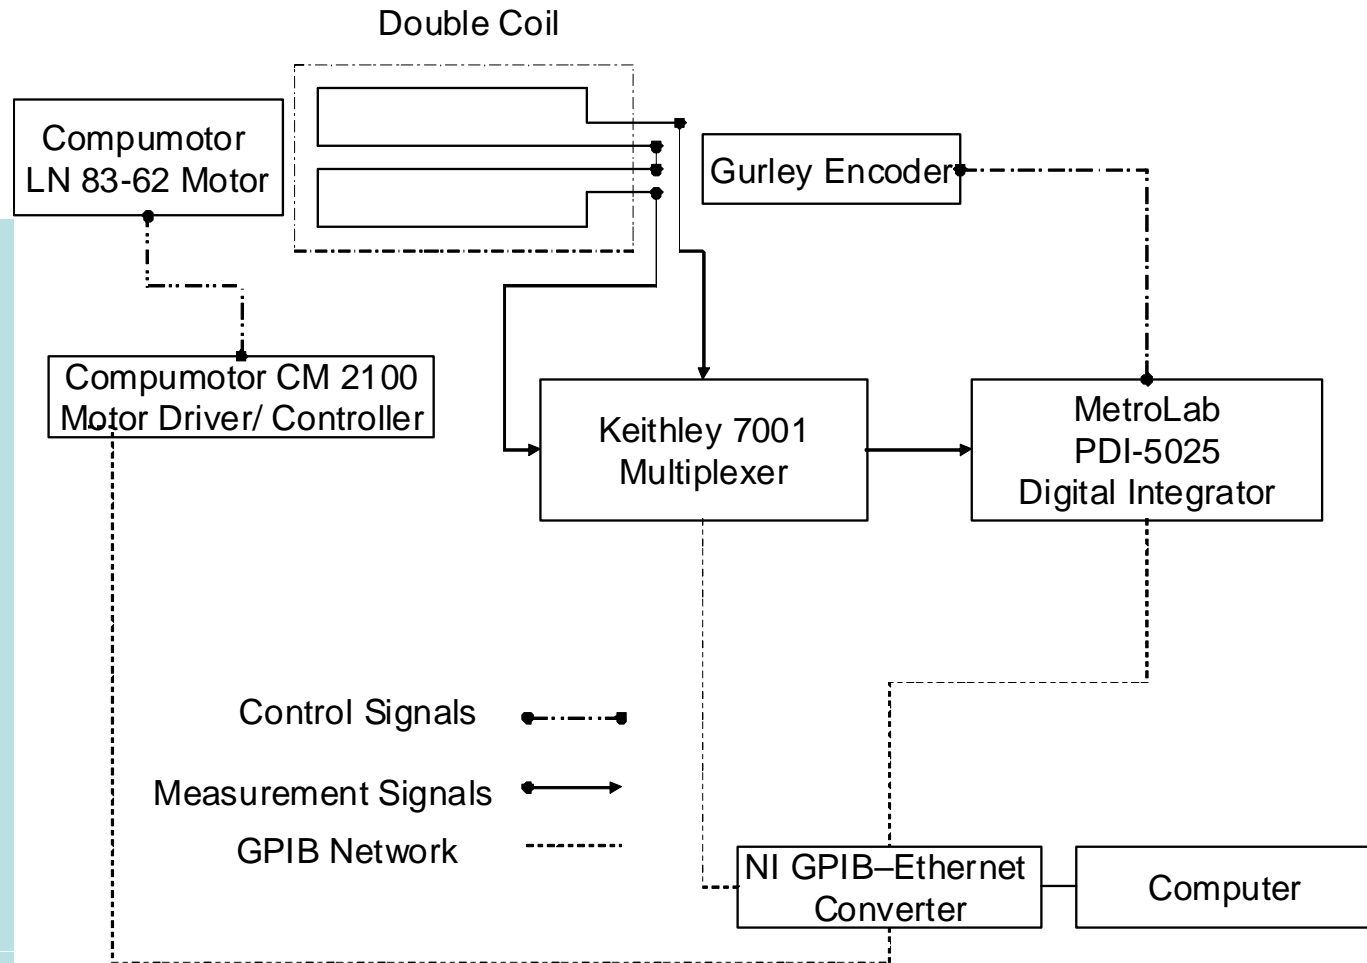 Double Coil
Compumotor
LN 83-62 Motor
Gurley Encoder
Compumotor CM 2100
Motor Driver/ Controller
Keithley 7001
Multiplexer
MetroLab
PDI-5025
Digital Integrator
Control Signals
Measurement Signals
GPIB Network
NI GPIB–Ethernet
Converter
Computer